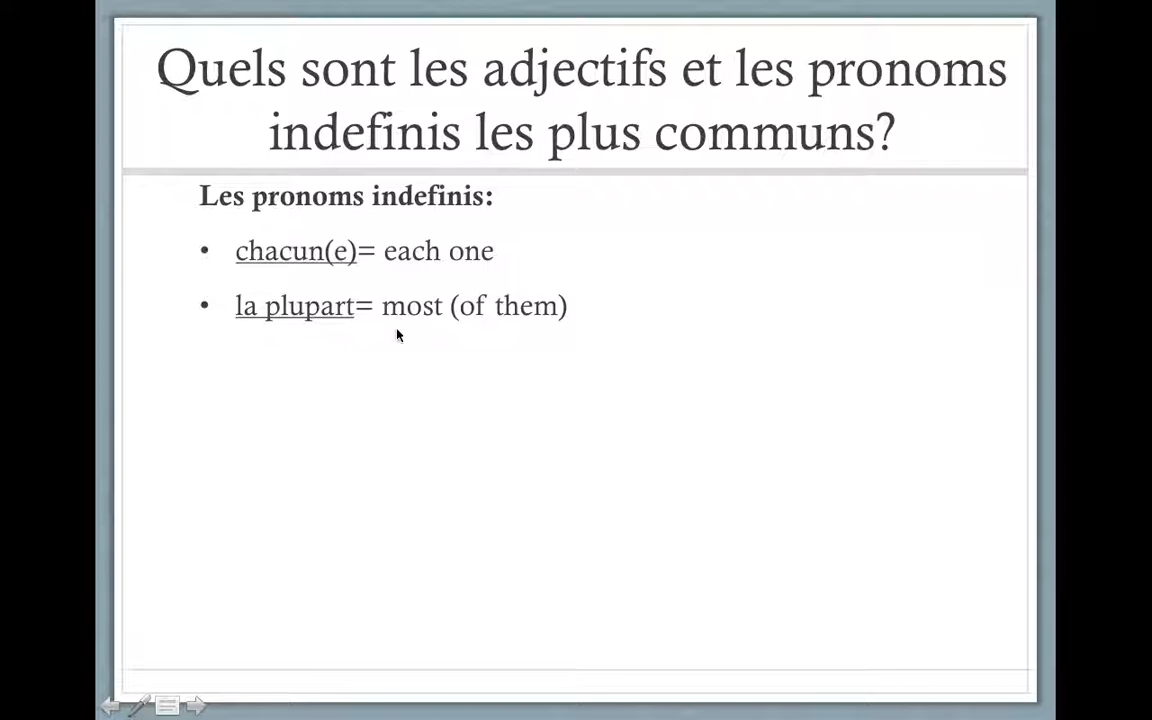 Quels sont les adjectifs et les pronoms
indefinis les plus communs?
Les pronoms indefinis:
• chacun(e)= each one
• la plupart= most (of them)